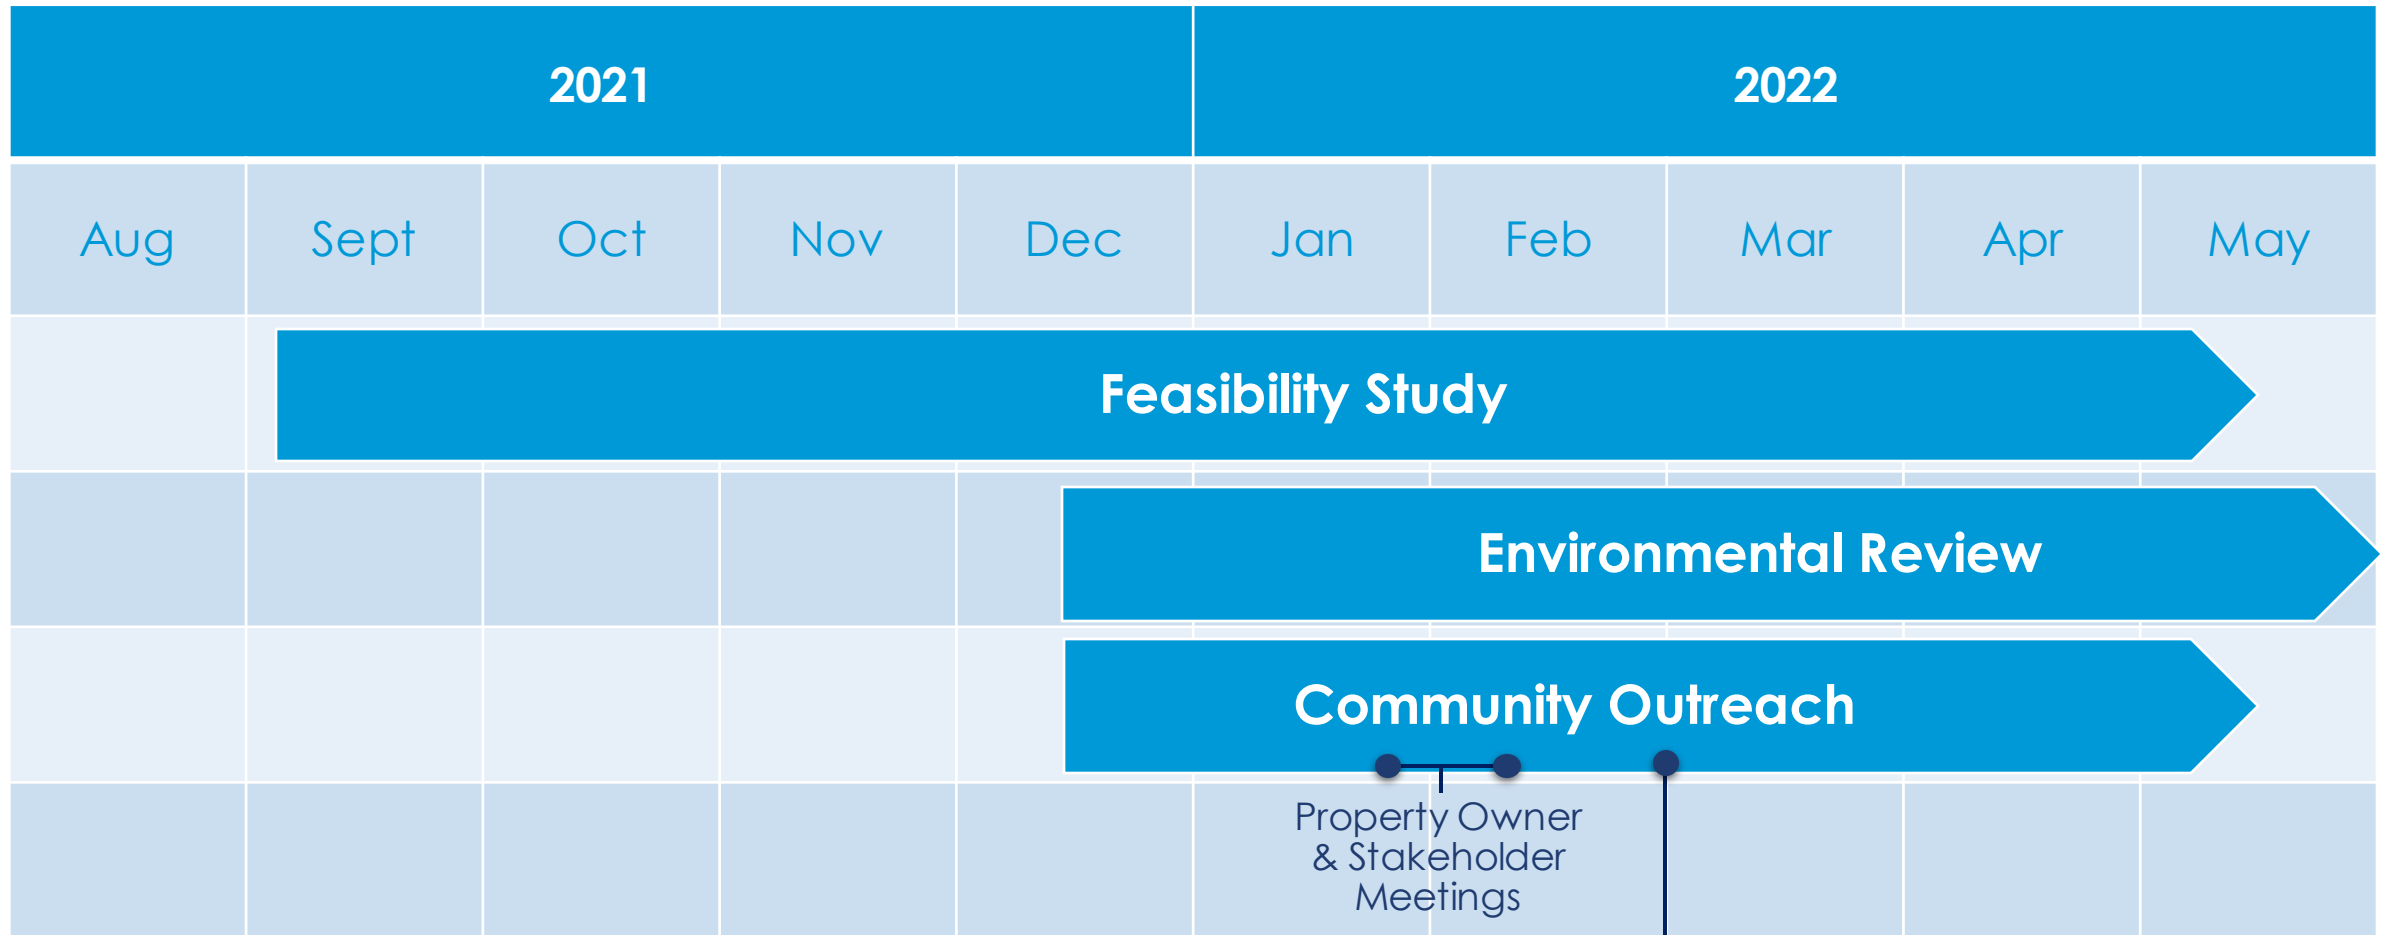 2021 2022
Aug Sept Oct Nov Dec Jan Feb Mar Apr May
Feasibility Study
Environmental Review
Community Outreach
Property Owner
& Stakeholder
Meetings